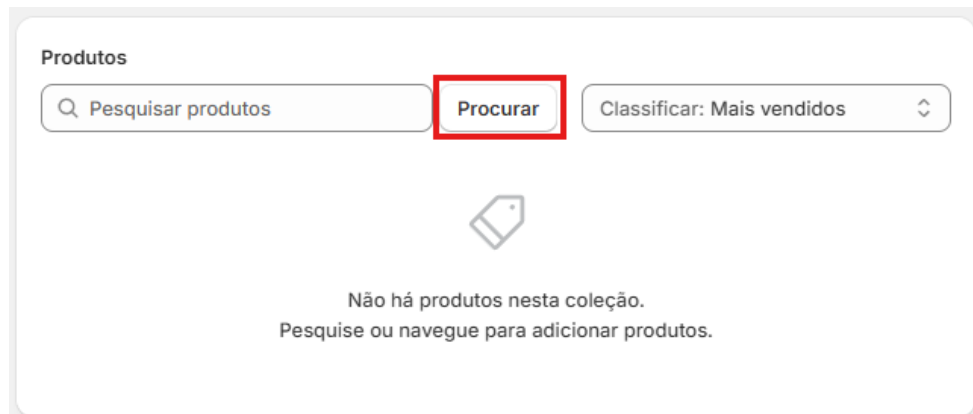 Produtos
Pesquisar produtos
Procurar
Classificar: Mais vendidos
Não há produtos nesta coleção.
Pesquise ou navegue para adicionar produtos.